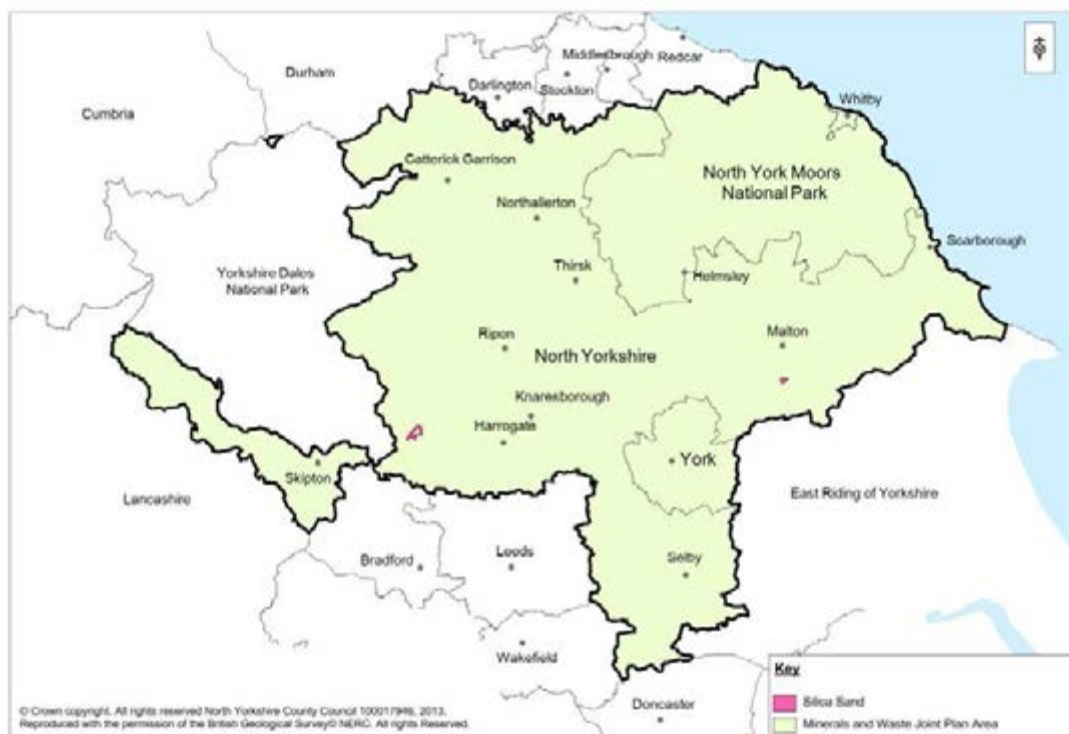 Durham
Middlesbrough
Redcar
Darlington
Stockton
Cumbria
Whitby
Catterick Garrison
North York Moors
National Park
Northallerton
Scarborough
Yorkshire Dales
National Park
Thirsk
Helmsley
Ripon
North Yorkshire
Malton
Knaresborough
Harrogate
York
Skipton
Lancashire
East Riding of Yorkshire
Bradford
Leeds
Selby
Wakefield
Doncaster
Key
Silica Sand
Minerals and Waste Joint Plan Area
© Crown copyright. All rights reserved North Yorkshire County Council 100017946, 2013.
Reproduced with the permission of the British Geological Survey© NERC. All rights Reserved.